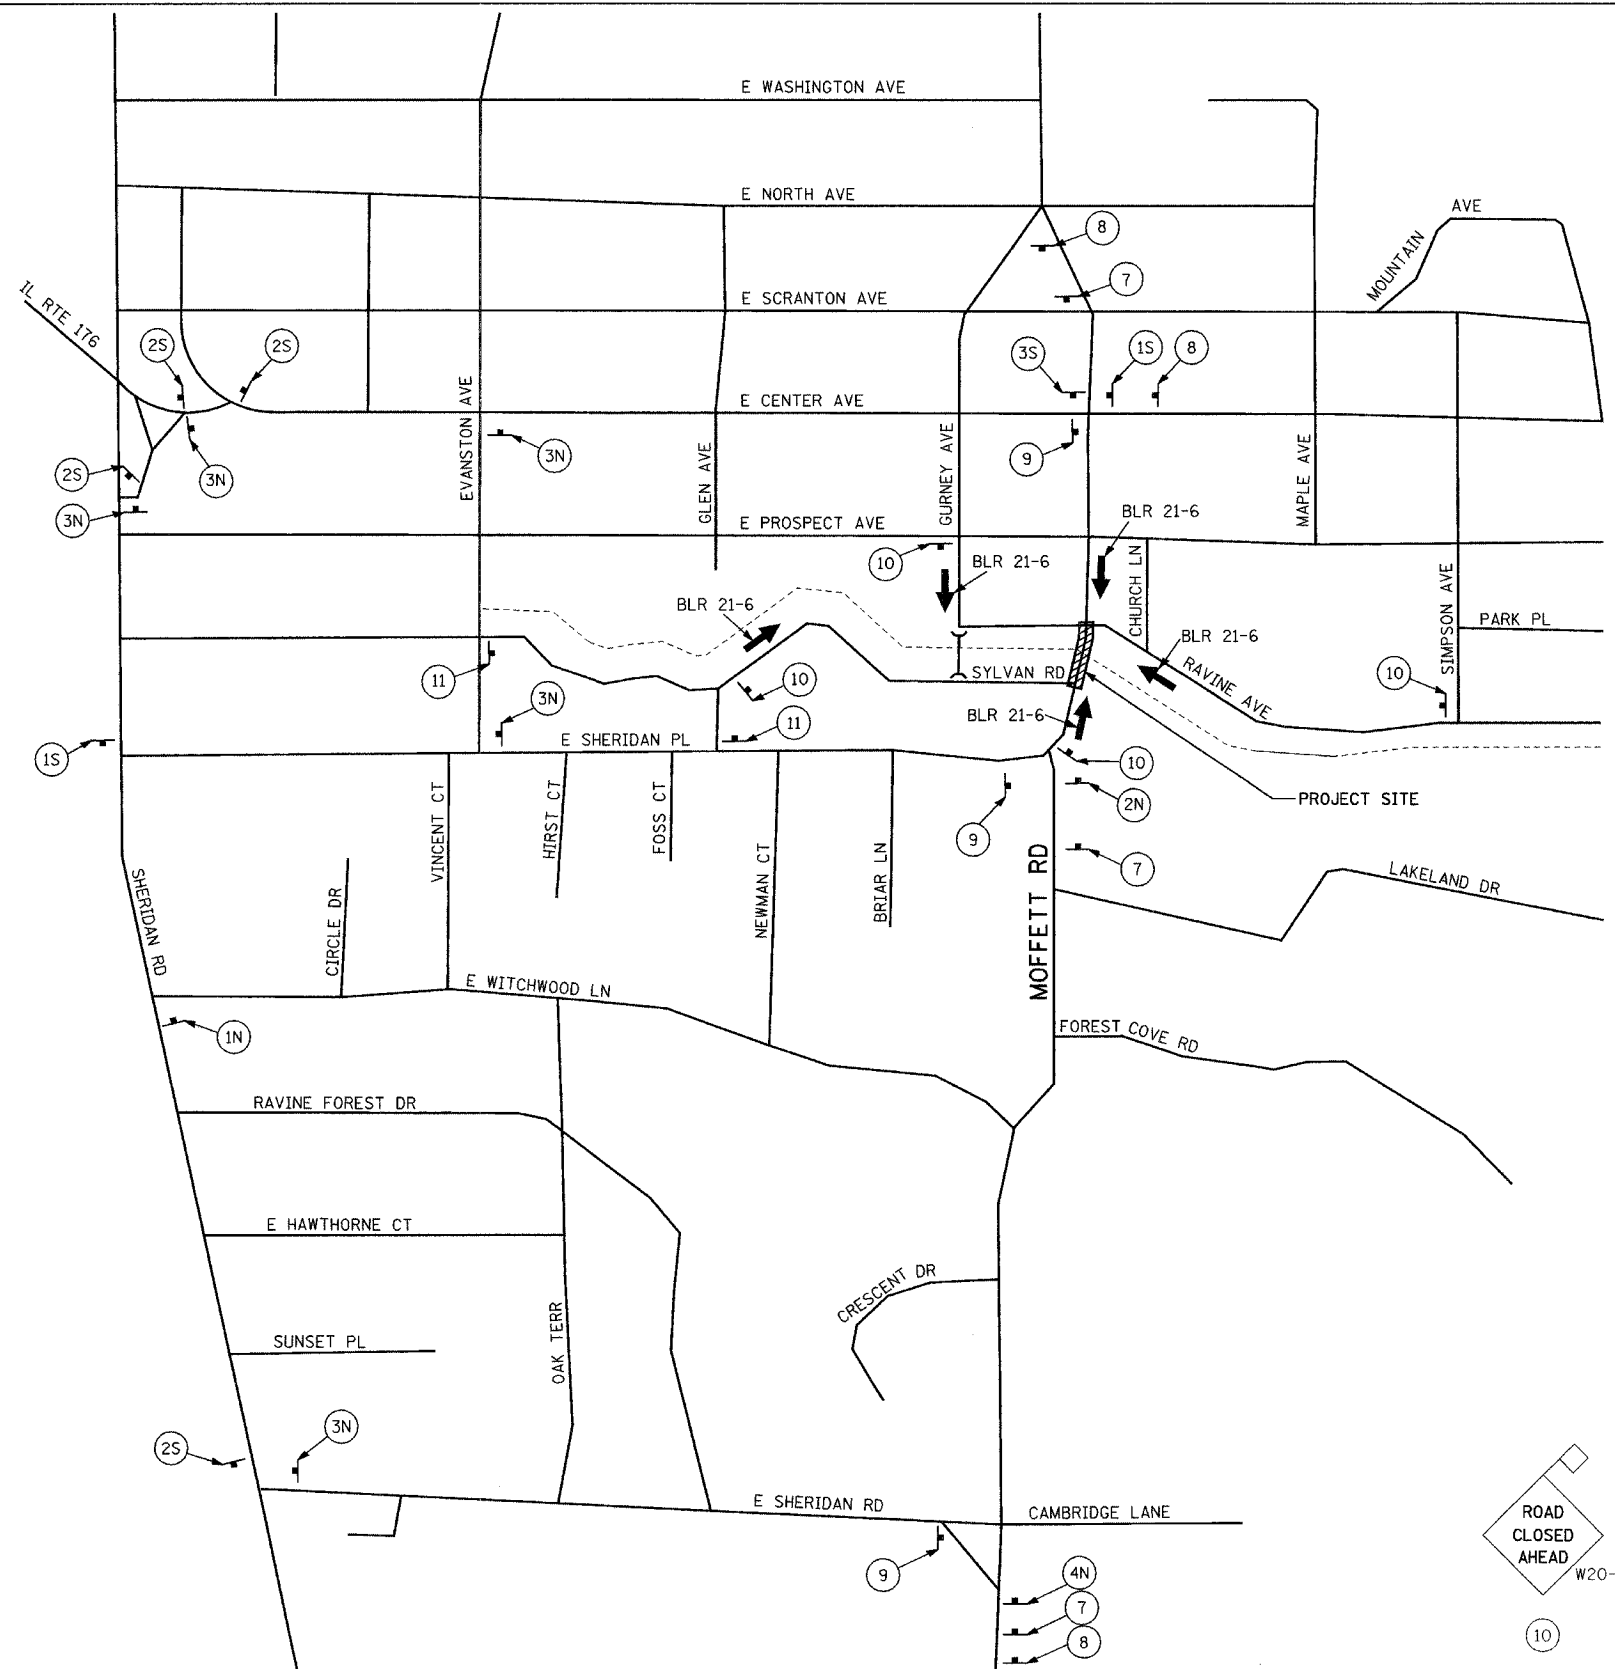 E WASHINGTON AVE
E NORTH AVE
AVE
MOUNTAIN
8
7
E SCRANTON AVE
IL RTE 176
2S
2S
3S
1S
8
E CENTER AVE
EVANSTON AVE
GLEN AVE
GURNEY AVE
MAPLE AVE
3N
3N
9
2S
3N
E PROSPECT AVE
BLR 21-6
10
BLR 21-6
CHURCH LN
SIMPSON AVE
BLR 21-6
PARK PL
BLR 21-6
SYLVAN RD
RAVINE AVE
10
11
10
3N
BLR 21-6
11
E SHERIDAN PL
1S
10
2N
PROJECT SITE
VINCENT CT
HIRST CT
FOSS CT
NEWMAN CT
BRIAR LN
9
MOFFETT RD
7
LAKELAND DR
SHERIDAN RD
CIRCLE DR
E WITCHWOOD LN
1N
FOREST COVE RD
RAVINE FOREST DR
E HAWTHORNE CT
CRESCENT DR
SUNSET PL
OAK TERR
2S
3N
E SHERIDAN RD
CAMBRIDGE LANE
ROAD
CLOSED
AHEAD
W20-
9
4N
7
8
10